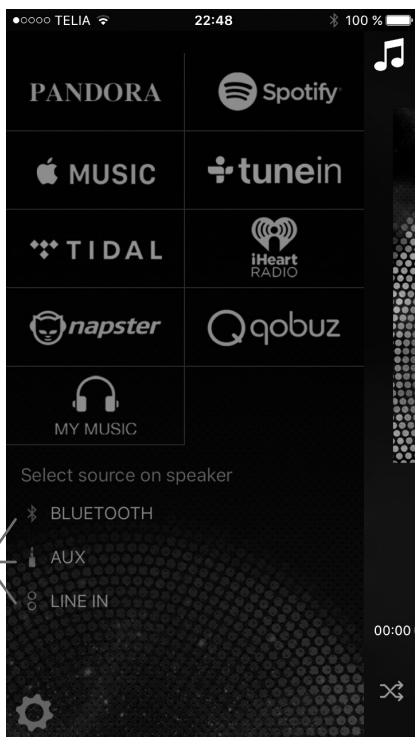 TELIA
22:48
100 %
PANDORA
Spotify
MUSIC
tunein
TIDAL
iHeart
RADIO
napster
qobuz
MY MUSIC
Select source on speaker
BLUETOOTH
AUX
LINE IN
00:00